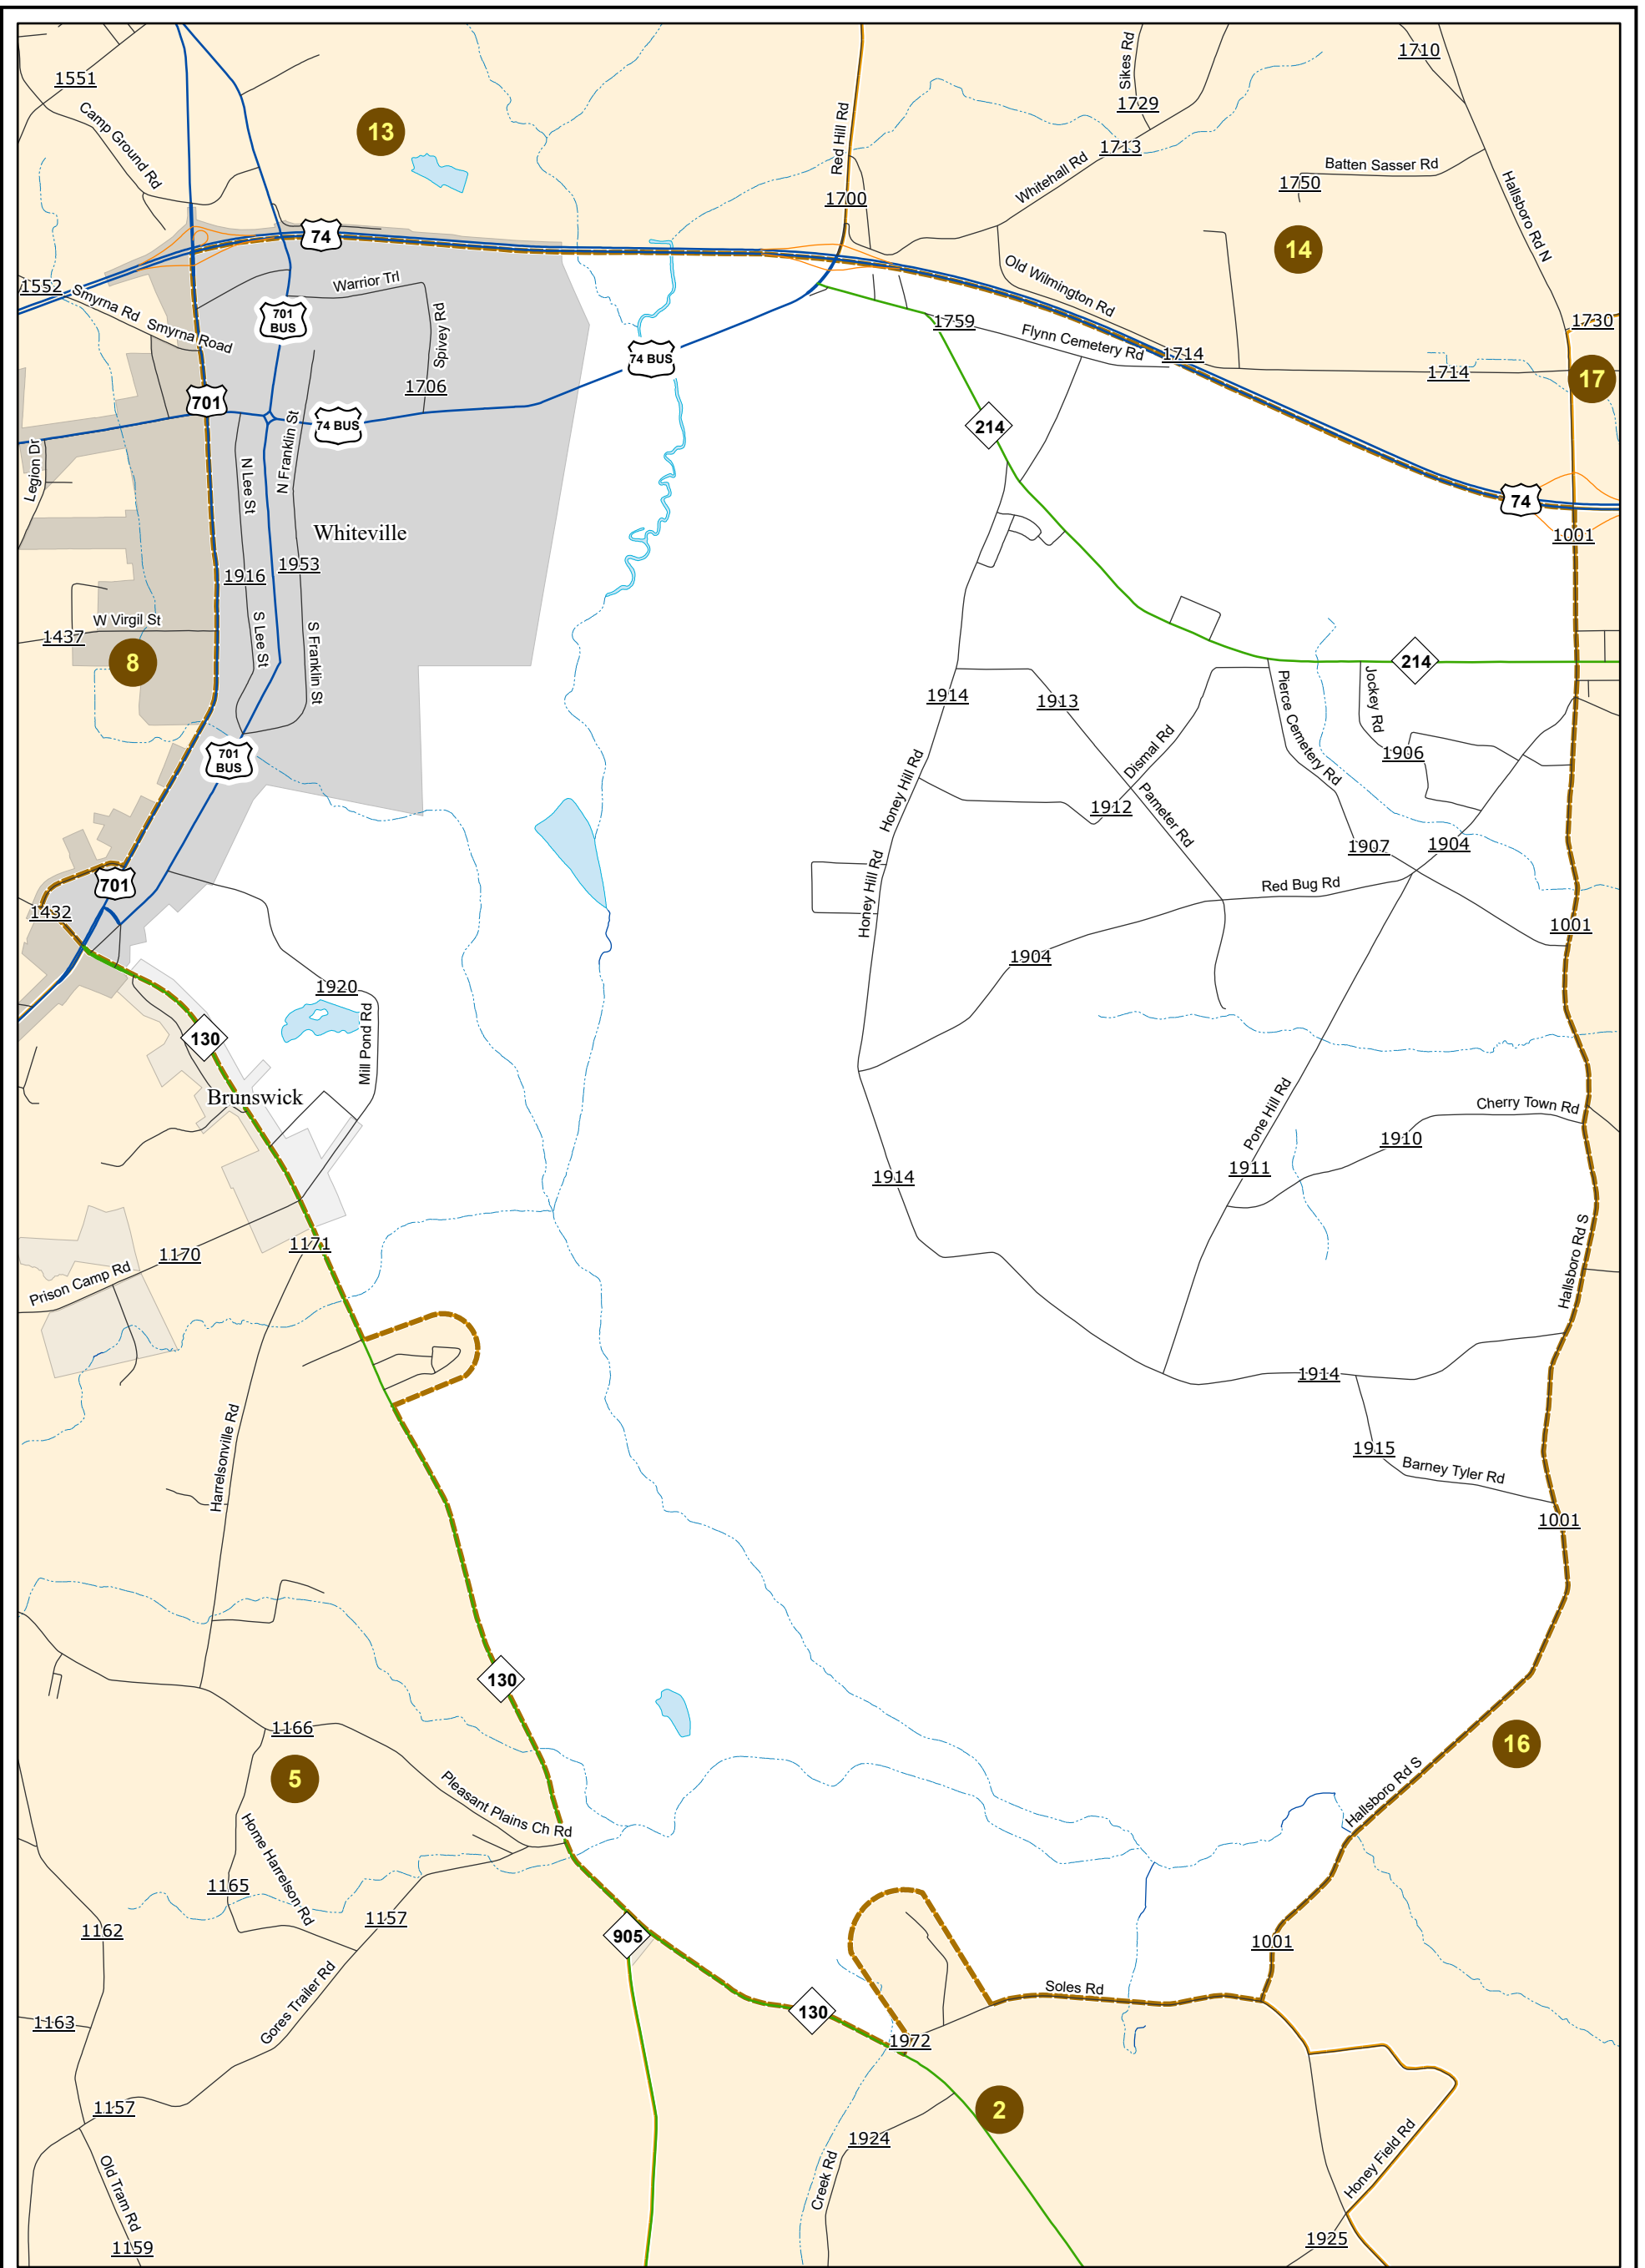 1551
Camp Ground Rd
13
Red Hill Rd
1700
Sikes Rd
1729
1713
Whitehall Rd
1710
Batten Sasser Rd
1750
Hallsboro Rd N
14
74
1552
Smyrna Rd
Smyrna Road
Warrior Trl
701
BUS
Spivey Rd
74 BUS
1706
701
74 BUS
Old Wilmington Rd
1759
Flynn Cemetery Rd
1714
1714
1730
17
214
74
1001
Legion Dr
N Lee St
N Franklin St
Whiteville
1953
1916
W Virgil St
1437
8
S Lee St
S Franklin St
701
BUS
214
1914
1913
Dismal Rd
Pierce Cemetery Rd
Jockey Rd
1906
Honey Hill Rd
1912
Pameter Rd
1907
1904
Honey Hill Rd
Red Bug Rd
1001
1904
701
1432
1920
Mill Pond Rd
130
Brunswick
Pone Hill Rd
Cherry Town Rd
1910
1911
1914
1171
1170
Prison Camp Rd
Hallsboro Rd S
1914
1915
Barney Tyler Rd
1001
Harrelsonville Rd
130
1166
5
Pleasant Plains Ch Rd
16
Hallsboro Rd S
Home Harrelson Rd
1165
1157
1162
905
1001
Gores Trailer Rd
130
Soles Rd
1163
1972
1157
2
1924
Creek Rd
Honey Field Rd
Old Tram Rd
1159
1925